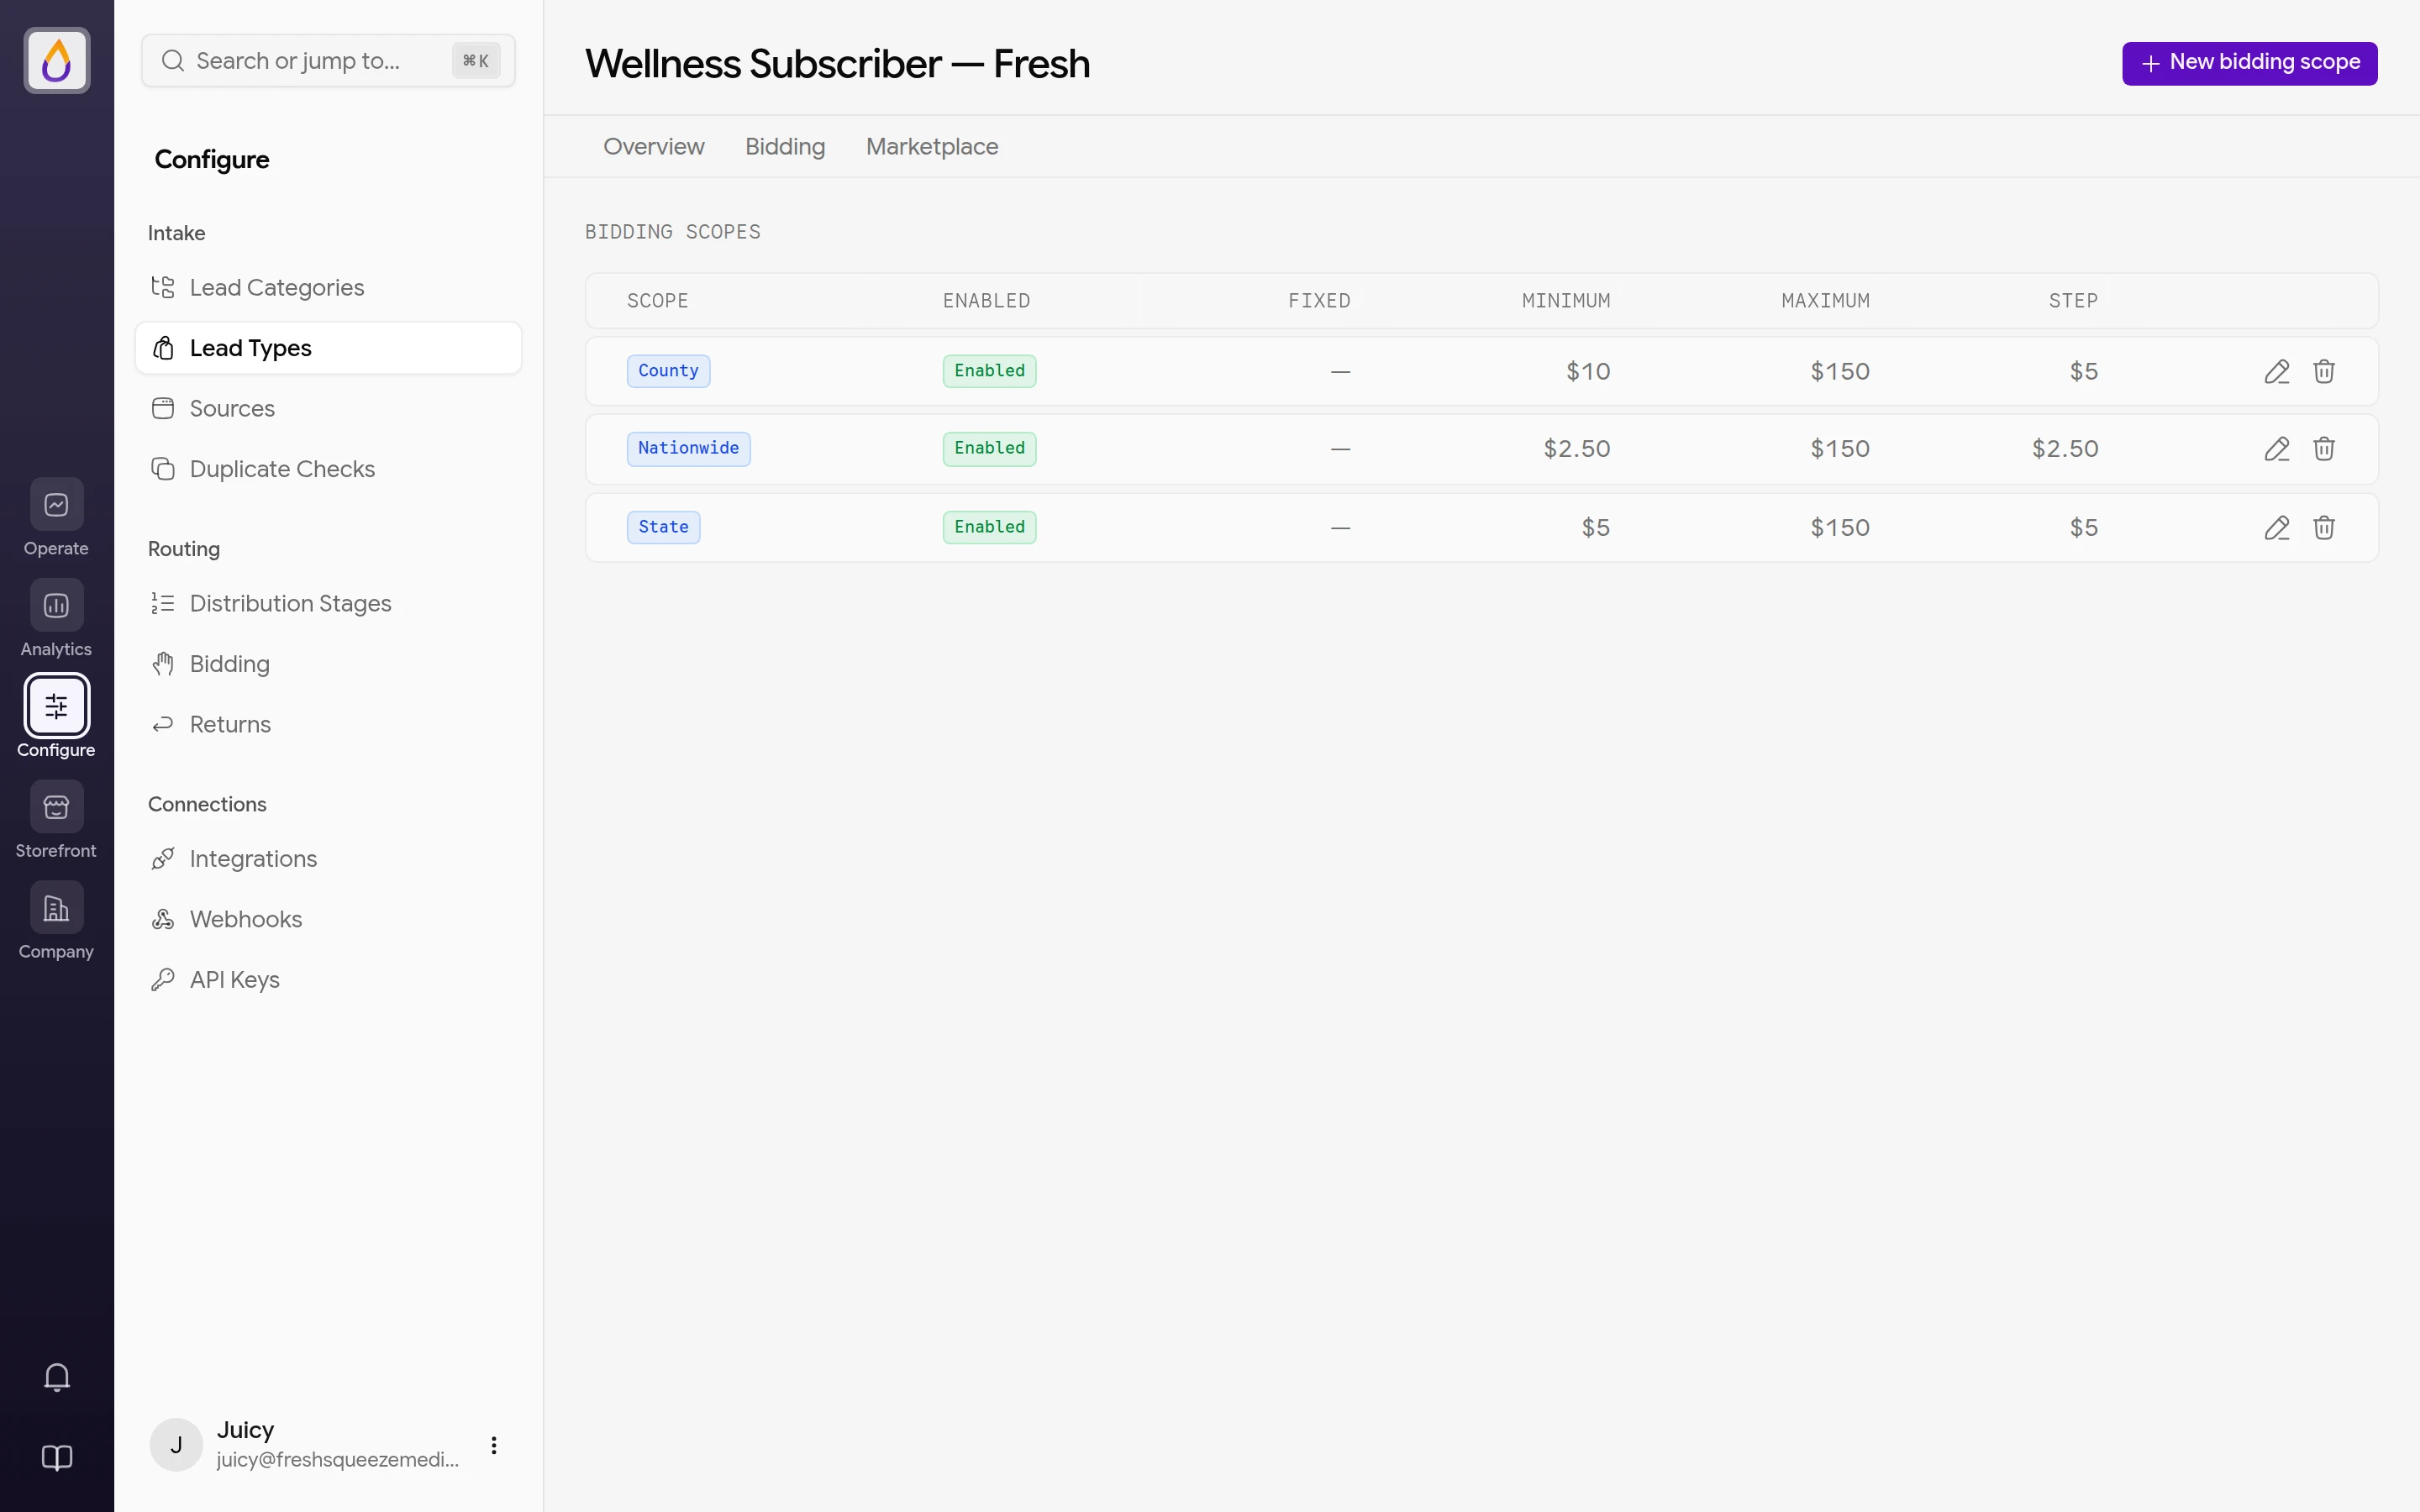 Search or jump to...
⌘K
Configure
Intake
Lead Categories
Lead Types
Sources
Duplicate Checks
Routing
Distribution Stages
Bidding
Returns
Connections
Integrations
Webhooks
API Keys
Operate
Analytics
Configure
Storefront
Company
J
Juicy
juicy@freshsqueezemedi...
Wellness Subscriber — Fresh
New bidding scope
Overview Bidding Marketplace
BIDDING SCOPES
SCOPE ENABLED FIXED MINIMUM MAXIMUM STEP
County Enabled — $10 $150 $5
Nationwide Enabled — $2.50 $150 $2.50
State Enabled — $5 $150 $5